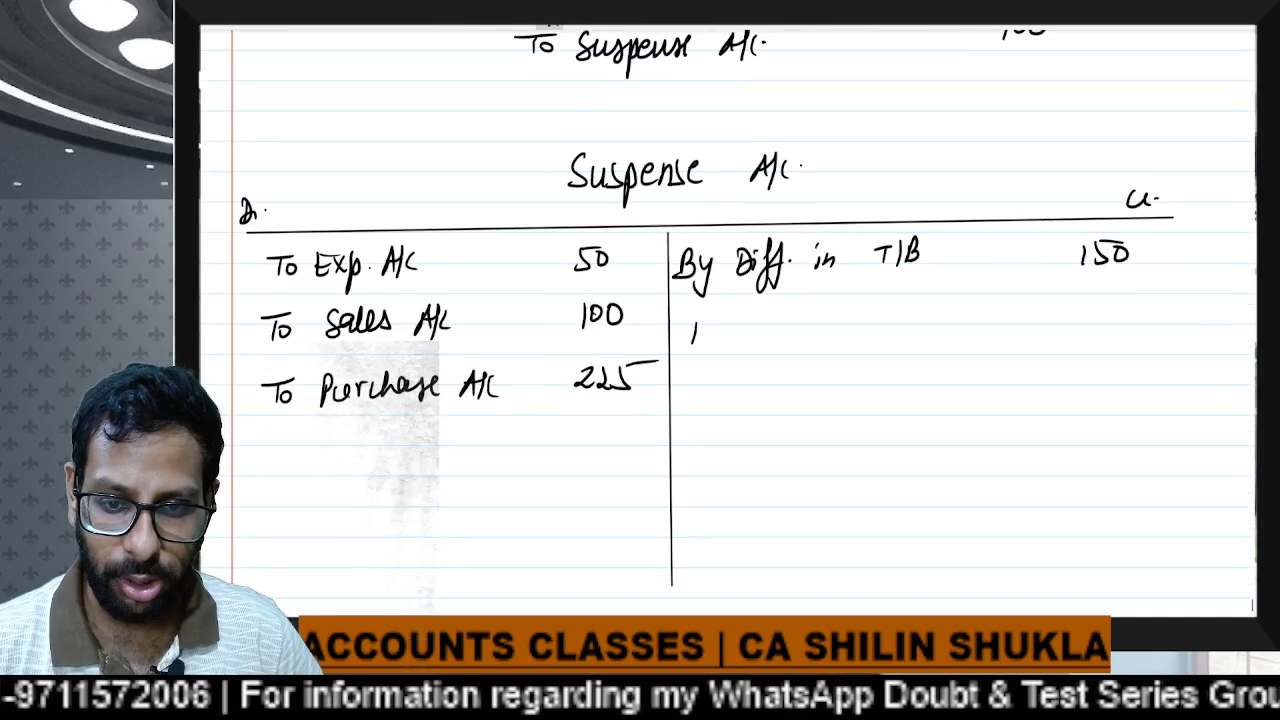 To Suspense A/c.
Suspense A/c.
Dr. Cr.
To Exp. A/c 50 By Diff. in T/B 150
To Sales A/c 100
To Purchase A/c 225
ACCOUNTS CLASSES | CA SHILIN SHUKLA
-9711572006 | For information regarding my WhatsApp Doubt & Test Series Grou